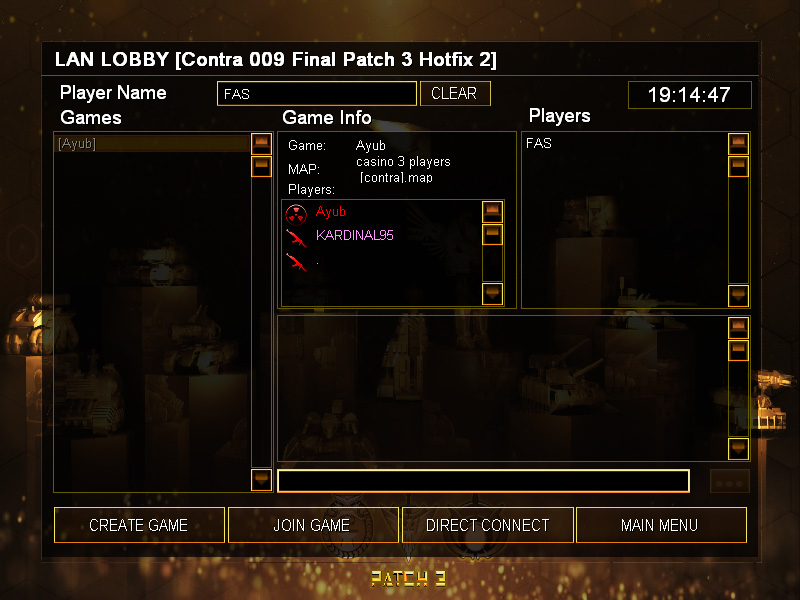 LAN LOBBY [Contra 009 Final Patch 3 Hotfix 2]
Player Name
FAS
CLEAR
19:14:47
Games
Game Info
Players
[Ayub]
Game: Ayub
MAP: casino 3 players
[contra].map
Players:
Ayub
KARDINAL95
.
FAS
CREATE GAME
JOIN GAME
DIRECT CONNECT
MAIN MENU
PATCH 3